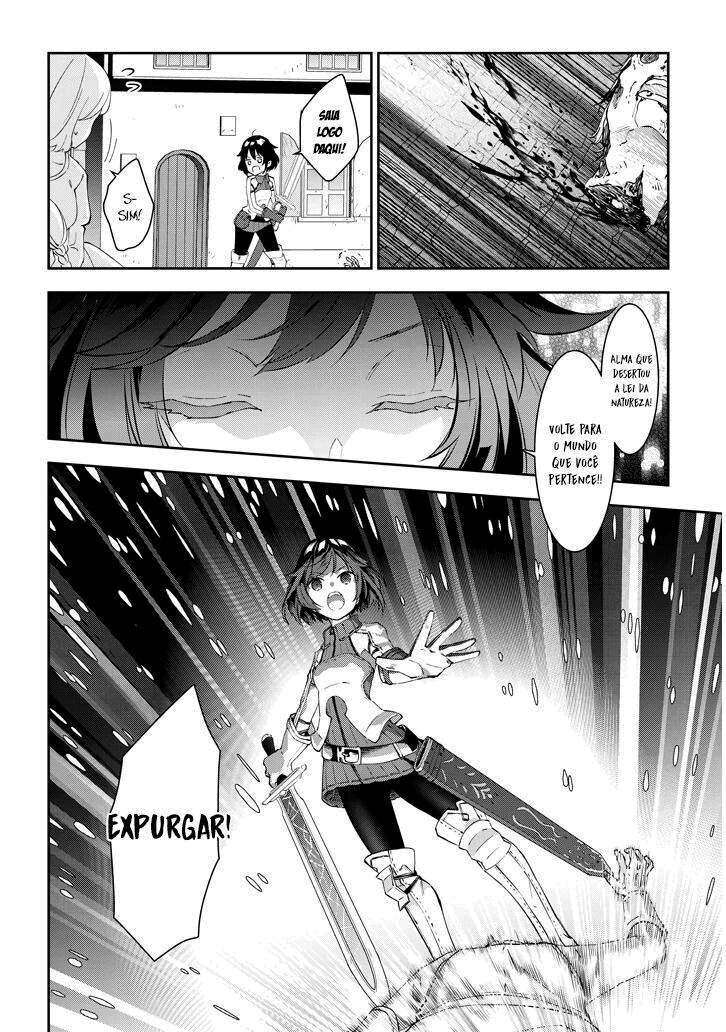 SAIA
LOGO
DAQUI!
S-
SIM!
ALMA QUE
DESERTOU
A LEI DA
NATUREZA!
VOLTE PARA
O MUNDO
QUE VOCÊ
PERTENCE!!
EXPURGAR!